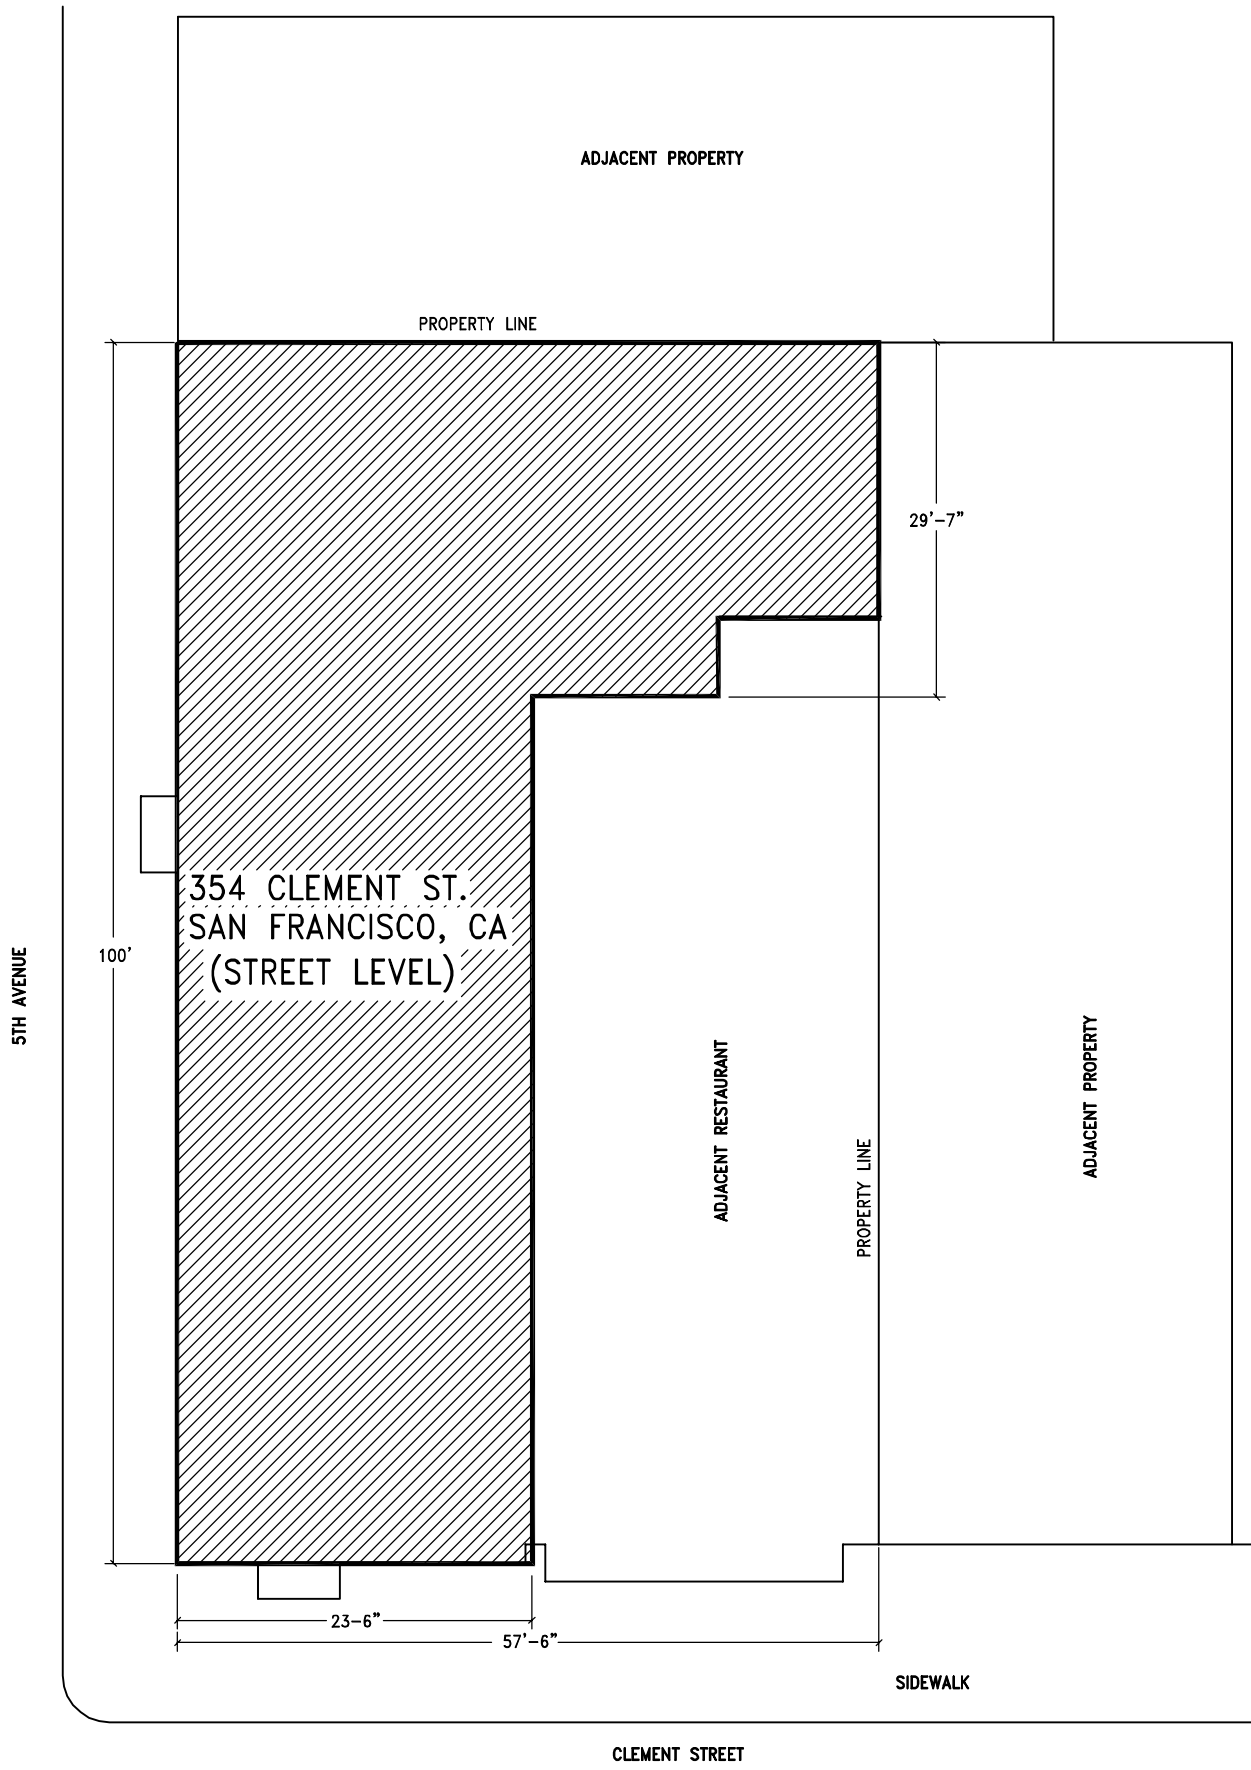 ADJACENT PROPERTY
PROPERTY LINE
29'-7"
354 CLEMENT ST.
SAN FRANCISCO, CA
(STREET LEVEL)
100'
5TH AVENUE
ADJACENT RESTAURANT
PROPERTY LINE
ADJACENT PROPERTY
23-6"
57'-6"
SIDEWALK
CLEMENT STREET